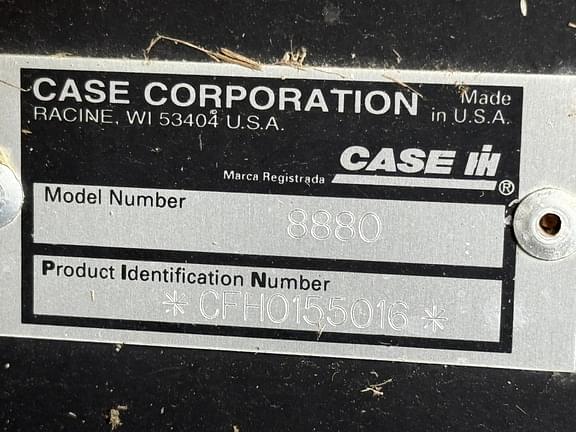 CASE CORPORATION
RACINE, WI 53404 U.S.A.
Made
in U.S.A.
Marca Registrada
CASE IH ®
Model Number
8880
Product Identification Number
* CFH0155016 *